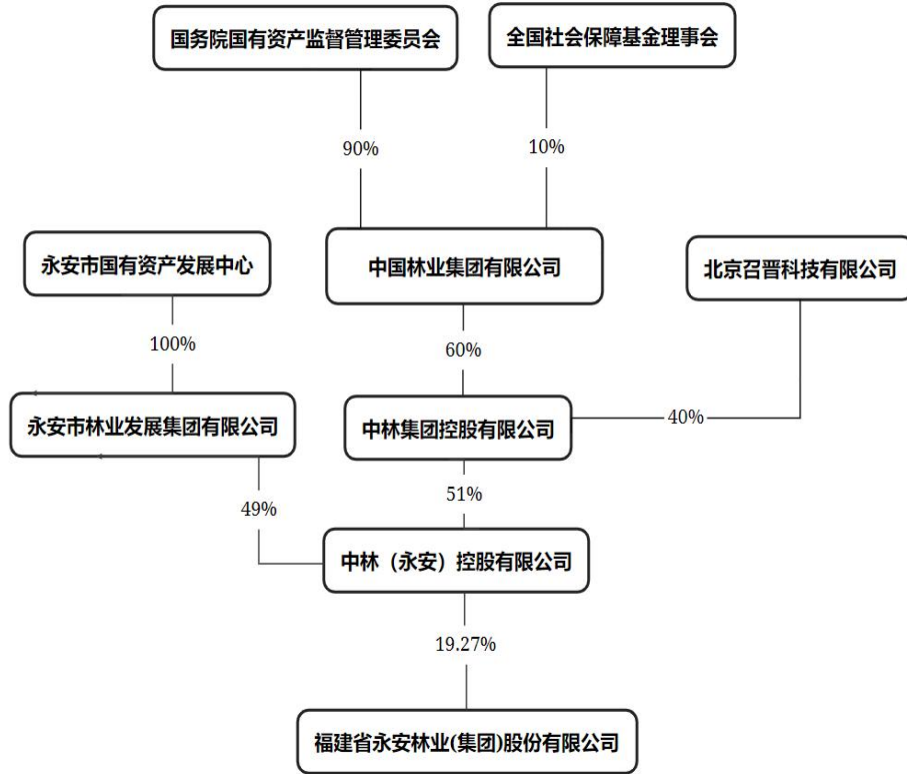 国务院国有资产监督管理委员会
全国社会保障基金理事会
90%
10%
永安市国有资产发展中心
中国林业集团有限公司
北京召晋科技有限公司
100%
60%
永安市林业发展集团有限公司
中林集团控股有限公司
40%
49%
51%
中林（永安）控股有限公司
19.27%
福建省永安林业(集团)股份有限公司